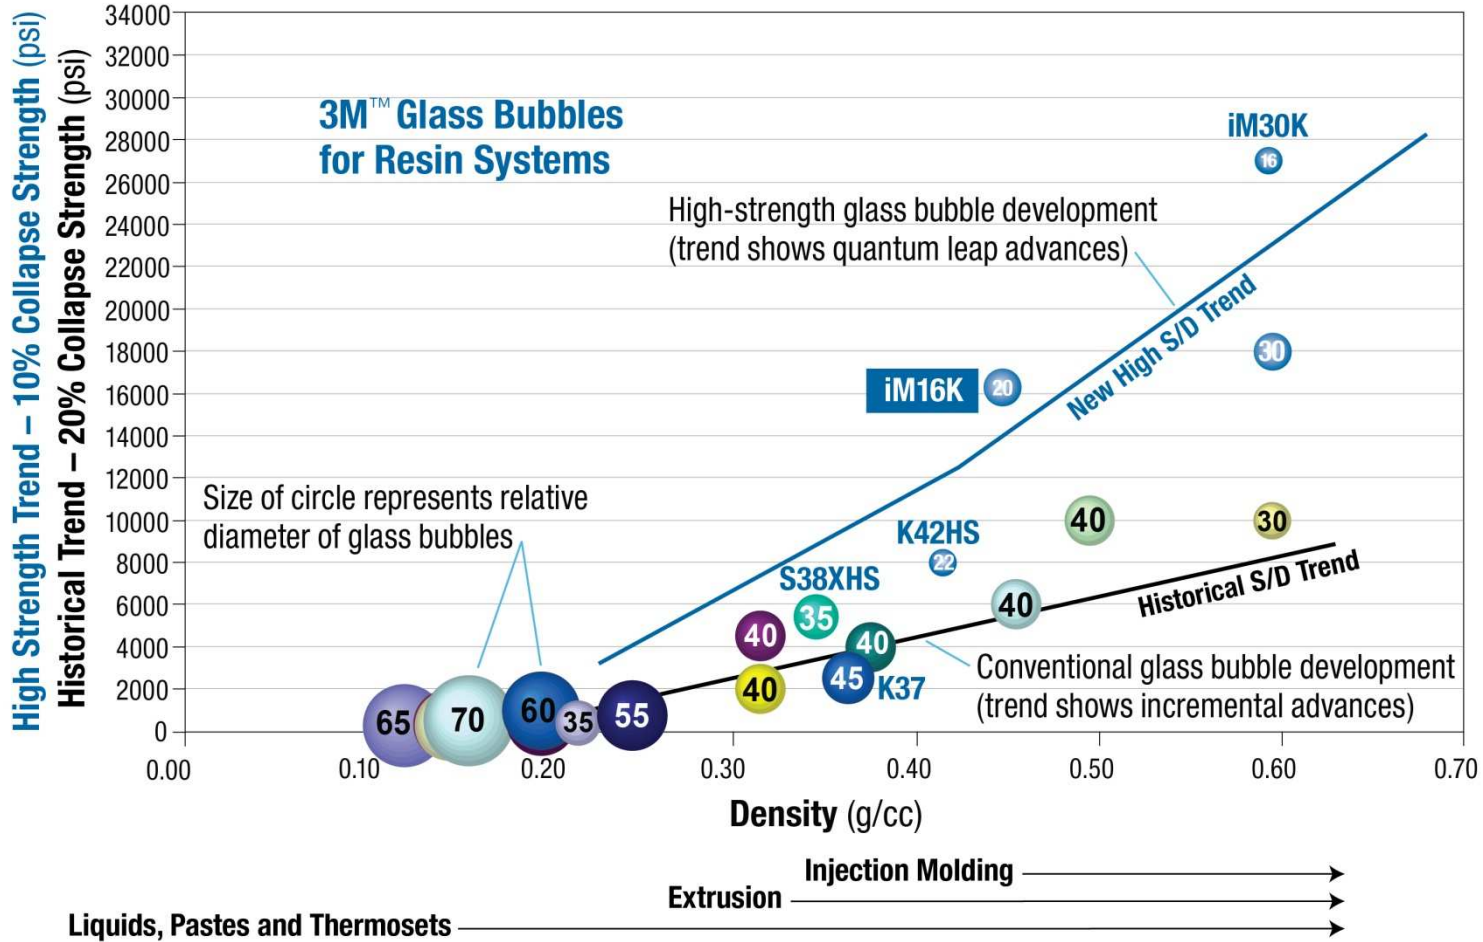 High Strength Trend – 10% Collapse Strength (psi)
Historical Trend – 20% Collapse Strength (psi)
34000
32000
30000
28000
26000
24000
22000
20000
18000
16000
14000
12000
10000
8000
6000
4000
2000
0
3M™ Glass Bubbles
for Resin Systems
iM30K
16
High-strength glass bubble development
(trend shows quantum leap advances)
New High S/D Trend
30
iM16K
20
Size of circle represents relative
diameter of glass bubbles
K42HS
22
40
30
S38XHS
35
40
40
40
Historical S/D Trend
40
45
K37
Conventional glass bubble development
(trend shows incremental advances)
65
70
60
35
55
0.00
0.10
0.20
0.30
0.40
0.50
0.60
0.70
Density (g/cc)
Injection Molding
Extrusion
Liquids, Pastes and Thermosets